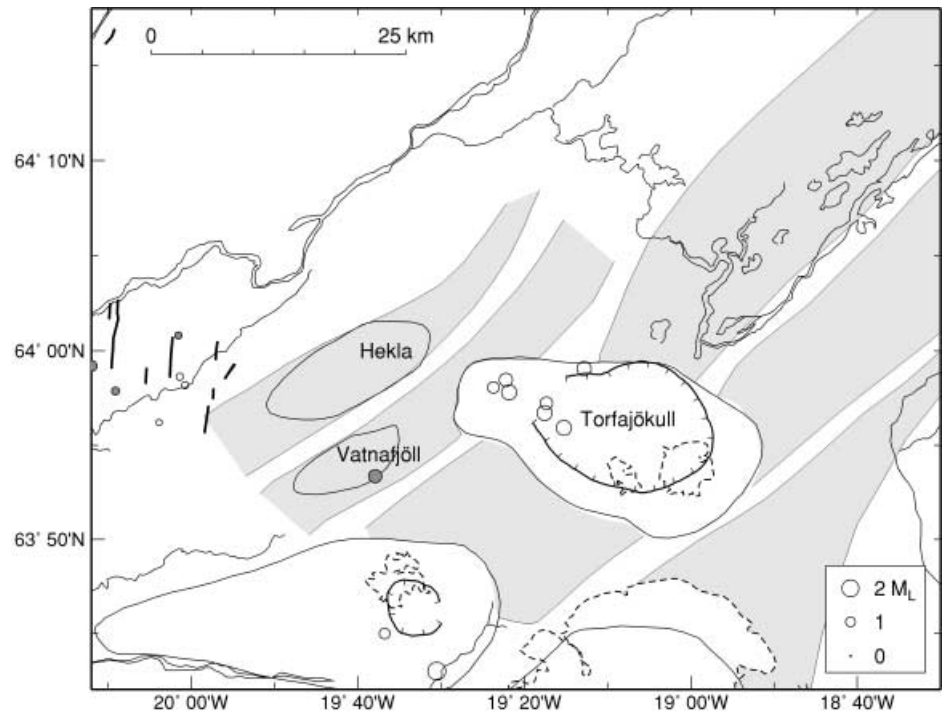 0 25 km
64˚ 10'N
64˚ 00'N
63˚ 50'N
Hekla
Torfajökull
Vatnafjöll
2 ML
1
0
20˚ 00'W 19˚ 40'W 19˚ 20'W 19˚ 00'W 18˚ 40'W